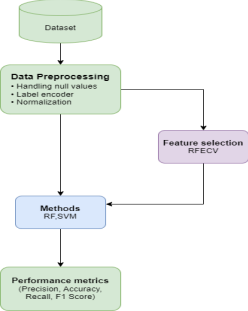 Dataset
Data Preprocessing
• Handling null values
• Label encoder
• Normalization
Feature selection
RFECV
Methods
RF,SVM
Performance metrics
(Precision, Accuracy,
Recall, F1 Score)